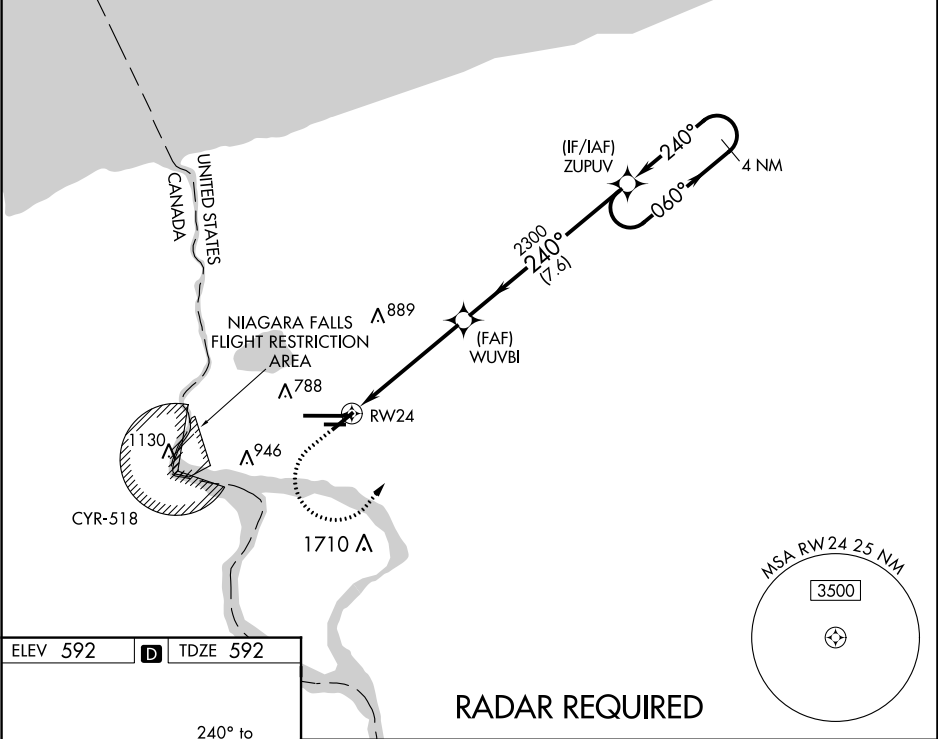 UNITED STATES
CANADA
(IF/IAF)
ZUPUV
240°
060°
4 NM
2300
240°
(7.6)
889
NIAGARA FALLS
FLIGHT RESTRICTION
AREA
(FAF)
WUVBI
788
RW24
1130
946
CYR-518
1710
MSA RW24 25 NM
3500
ELEV 592 D TDZE 592
RADAR REQUIRED
240° to